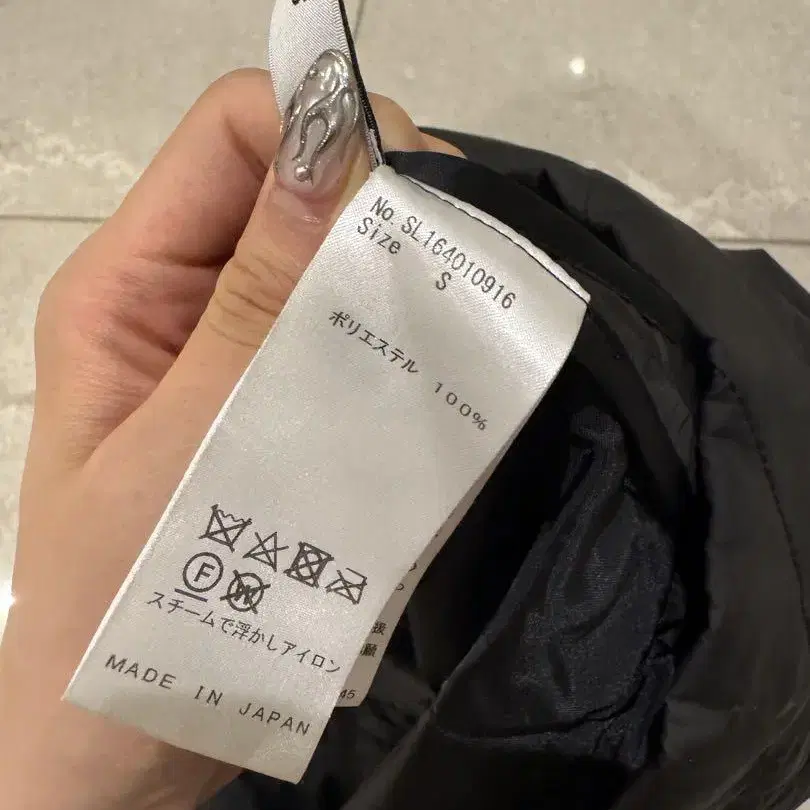 No. SL164010916
Size S
ポリエステル 100%
F
W
スチームで浮かしアイロン
MADE IN JAPAN
45